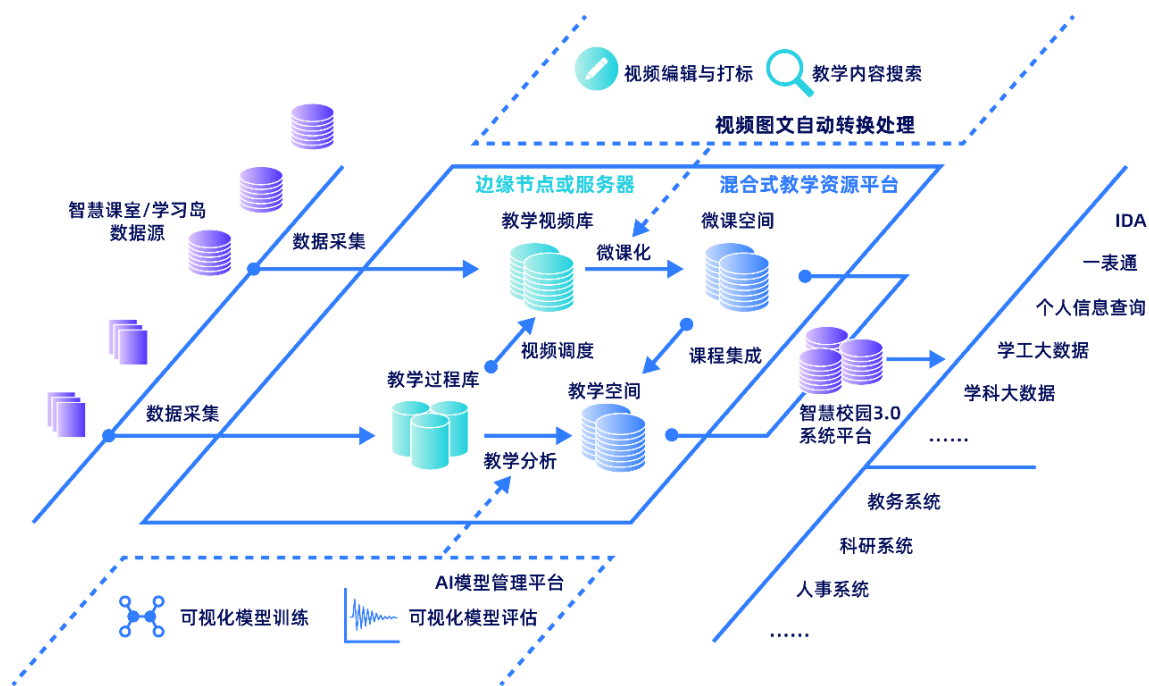 视频编辑与打标
教学内容搜索
视频图文自动转换处理
边缘节点或服务器
混合式教学资源平台
智慧课室/学习岛
数据源
数据采集
教学视频库
微课化
微课空间
IDA
一表通
个人信息查询
学工大数据
学科大数据
......
视频调度
课程集成
教学过程库
教学空间
数据采集
教学分析
智慧校园3.0
系统平台
教务系统
科研系统
人事系统
......
AI模型管理平台
可视化模型训练
可视化模型评估